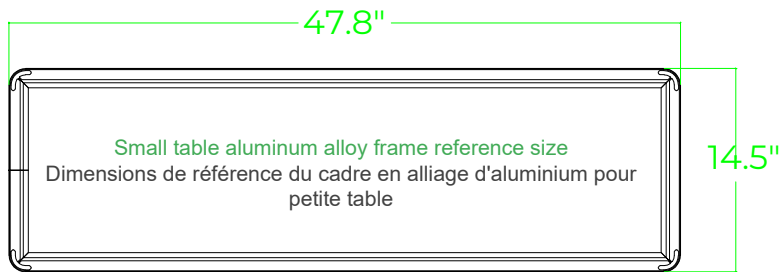 47.8"
Small table aluminum alloy frame reference size
14.5"
Dimensions de référence du cadre en alliage d'aluminium pour
petite table